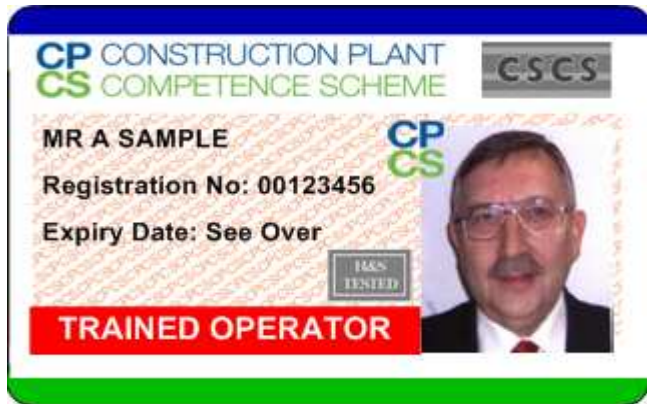 CP CONSTRUCTION PLANT
CS COMPETENCE SCHEME
CSCS
MR A SAMPLE
CP
CS
Registration No: 00123456
Expiry Date: See Over
H&S
TESTED
TRAINED OPERATOR